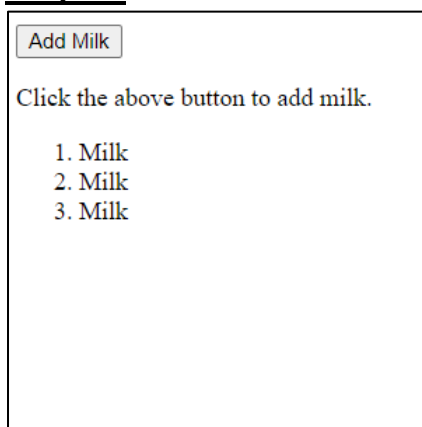 Add Milk
Click the above button to add milk.
1. Milk
2. Milk
3. Milk